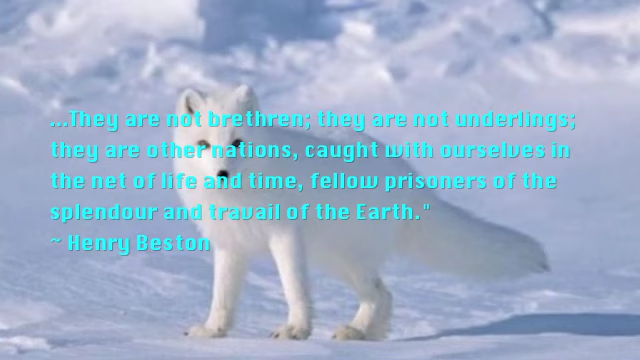 ...They are not brethren; they are not underlings;
they are other nations, caught with ourselves in
the net of life and time, fellow prisoners of the
splendour and travail of the Earth."
~ Henry Beston